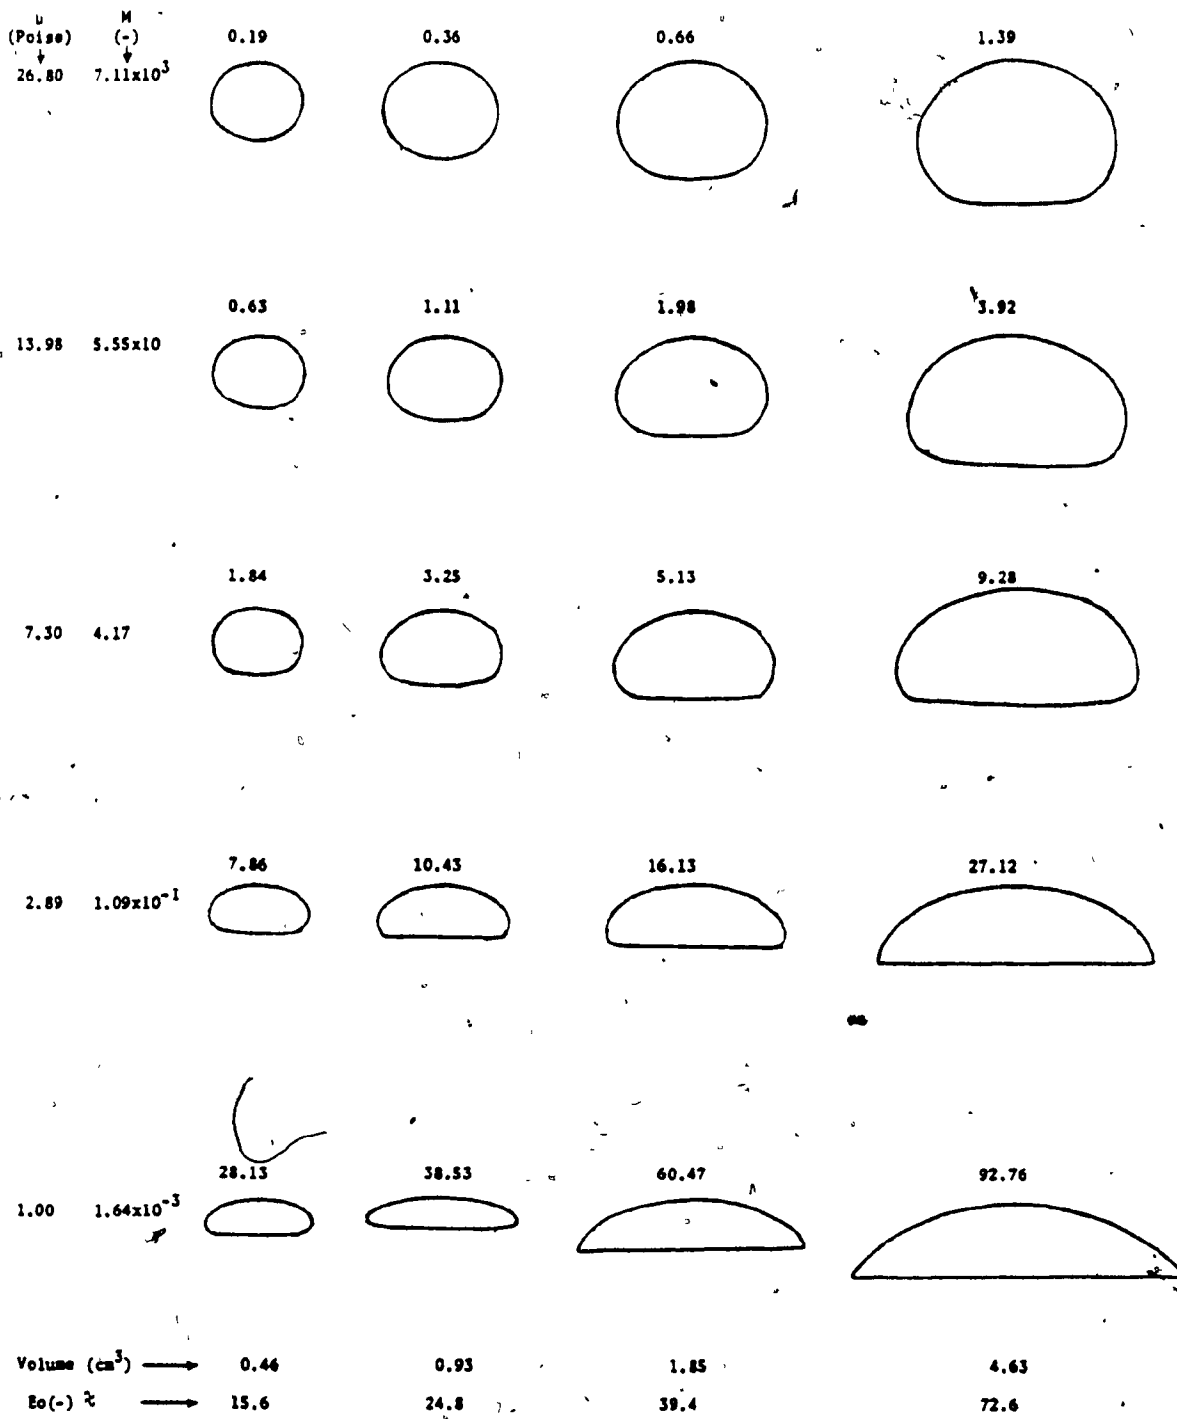 μ M
(Poise) (-) 0.19 0.36 0.66 1.39
↓ ↓
26.80 7.11x10³
0.63 1.11 1.98 3.92
13.98 5.55x10
1.84 3.25 5.13 9.28
7.30 4.17
7.86 10.43 16.13 27.12
2.89 1.09x10⁻¹
28.13 38.53 60.47 92.76
1.00 1.64x10⁻³
Volume (cm³) → 0.46 0.93 1.85 4.63
Eo(-) ≈ → 15.6 24.8 39.4 72.6